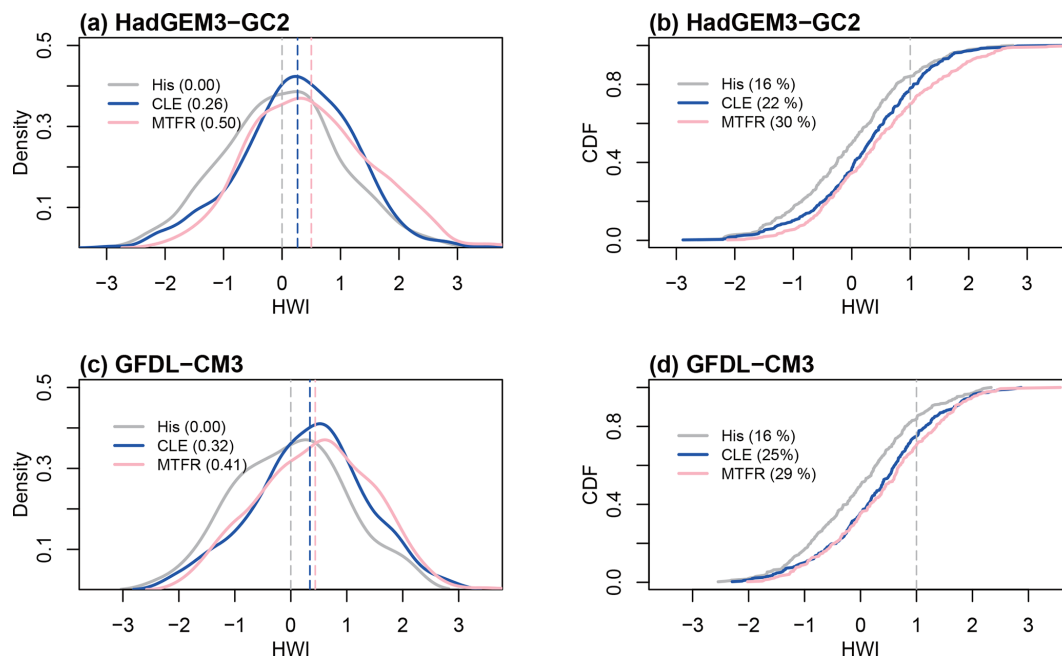 (a) HadGEM3−GC2
0.5
0.3
0.1
Density
His (0.00)
CLE (0.26)
MTFR (0.50)
−3 −2 −1 0 1 2 3
HWI
(b) HadGEM3−GC2
0.8
0.4
0.0
CDF
His (16 %)
CLE (22 %)
MTFR (30 %)
−3 −2 −1 0 1 2 3
HWI
(c) GFDL−CM3
0.5
0.3
0.1
Density
His (0.00)
CLE (0.32)
MTFR (0.41)
−3 −2 −1 0 1 2 3
HWI
(d) GFDL−CM3
0.8
0.4
0.0
CDF
His (16 %)
CLE (25%)
MTFR (29 %)
−3 −2 −1 0 1 2 3
HWI